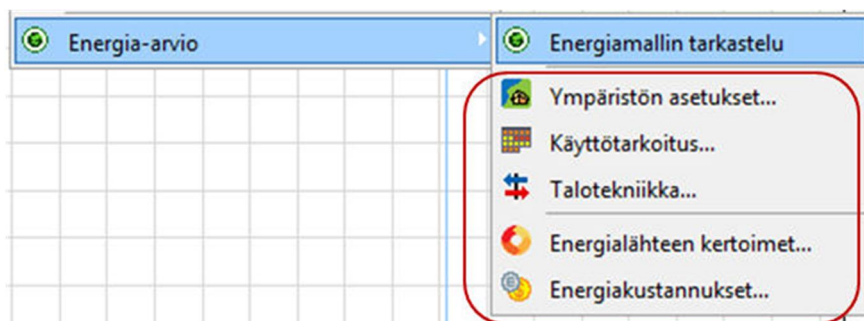 Energia-arvio
Energiamallin tarkastelu
Ympäristön asetukset...
Käyttötarkoitus...
Talotekniikka...
Energialähteen kertoimet...
Energiakustannukset...